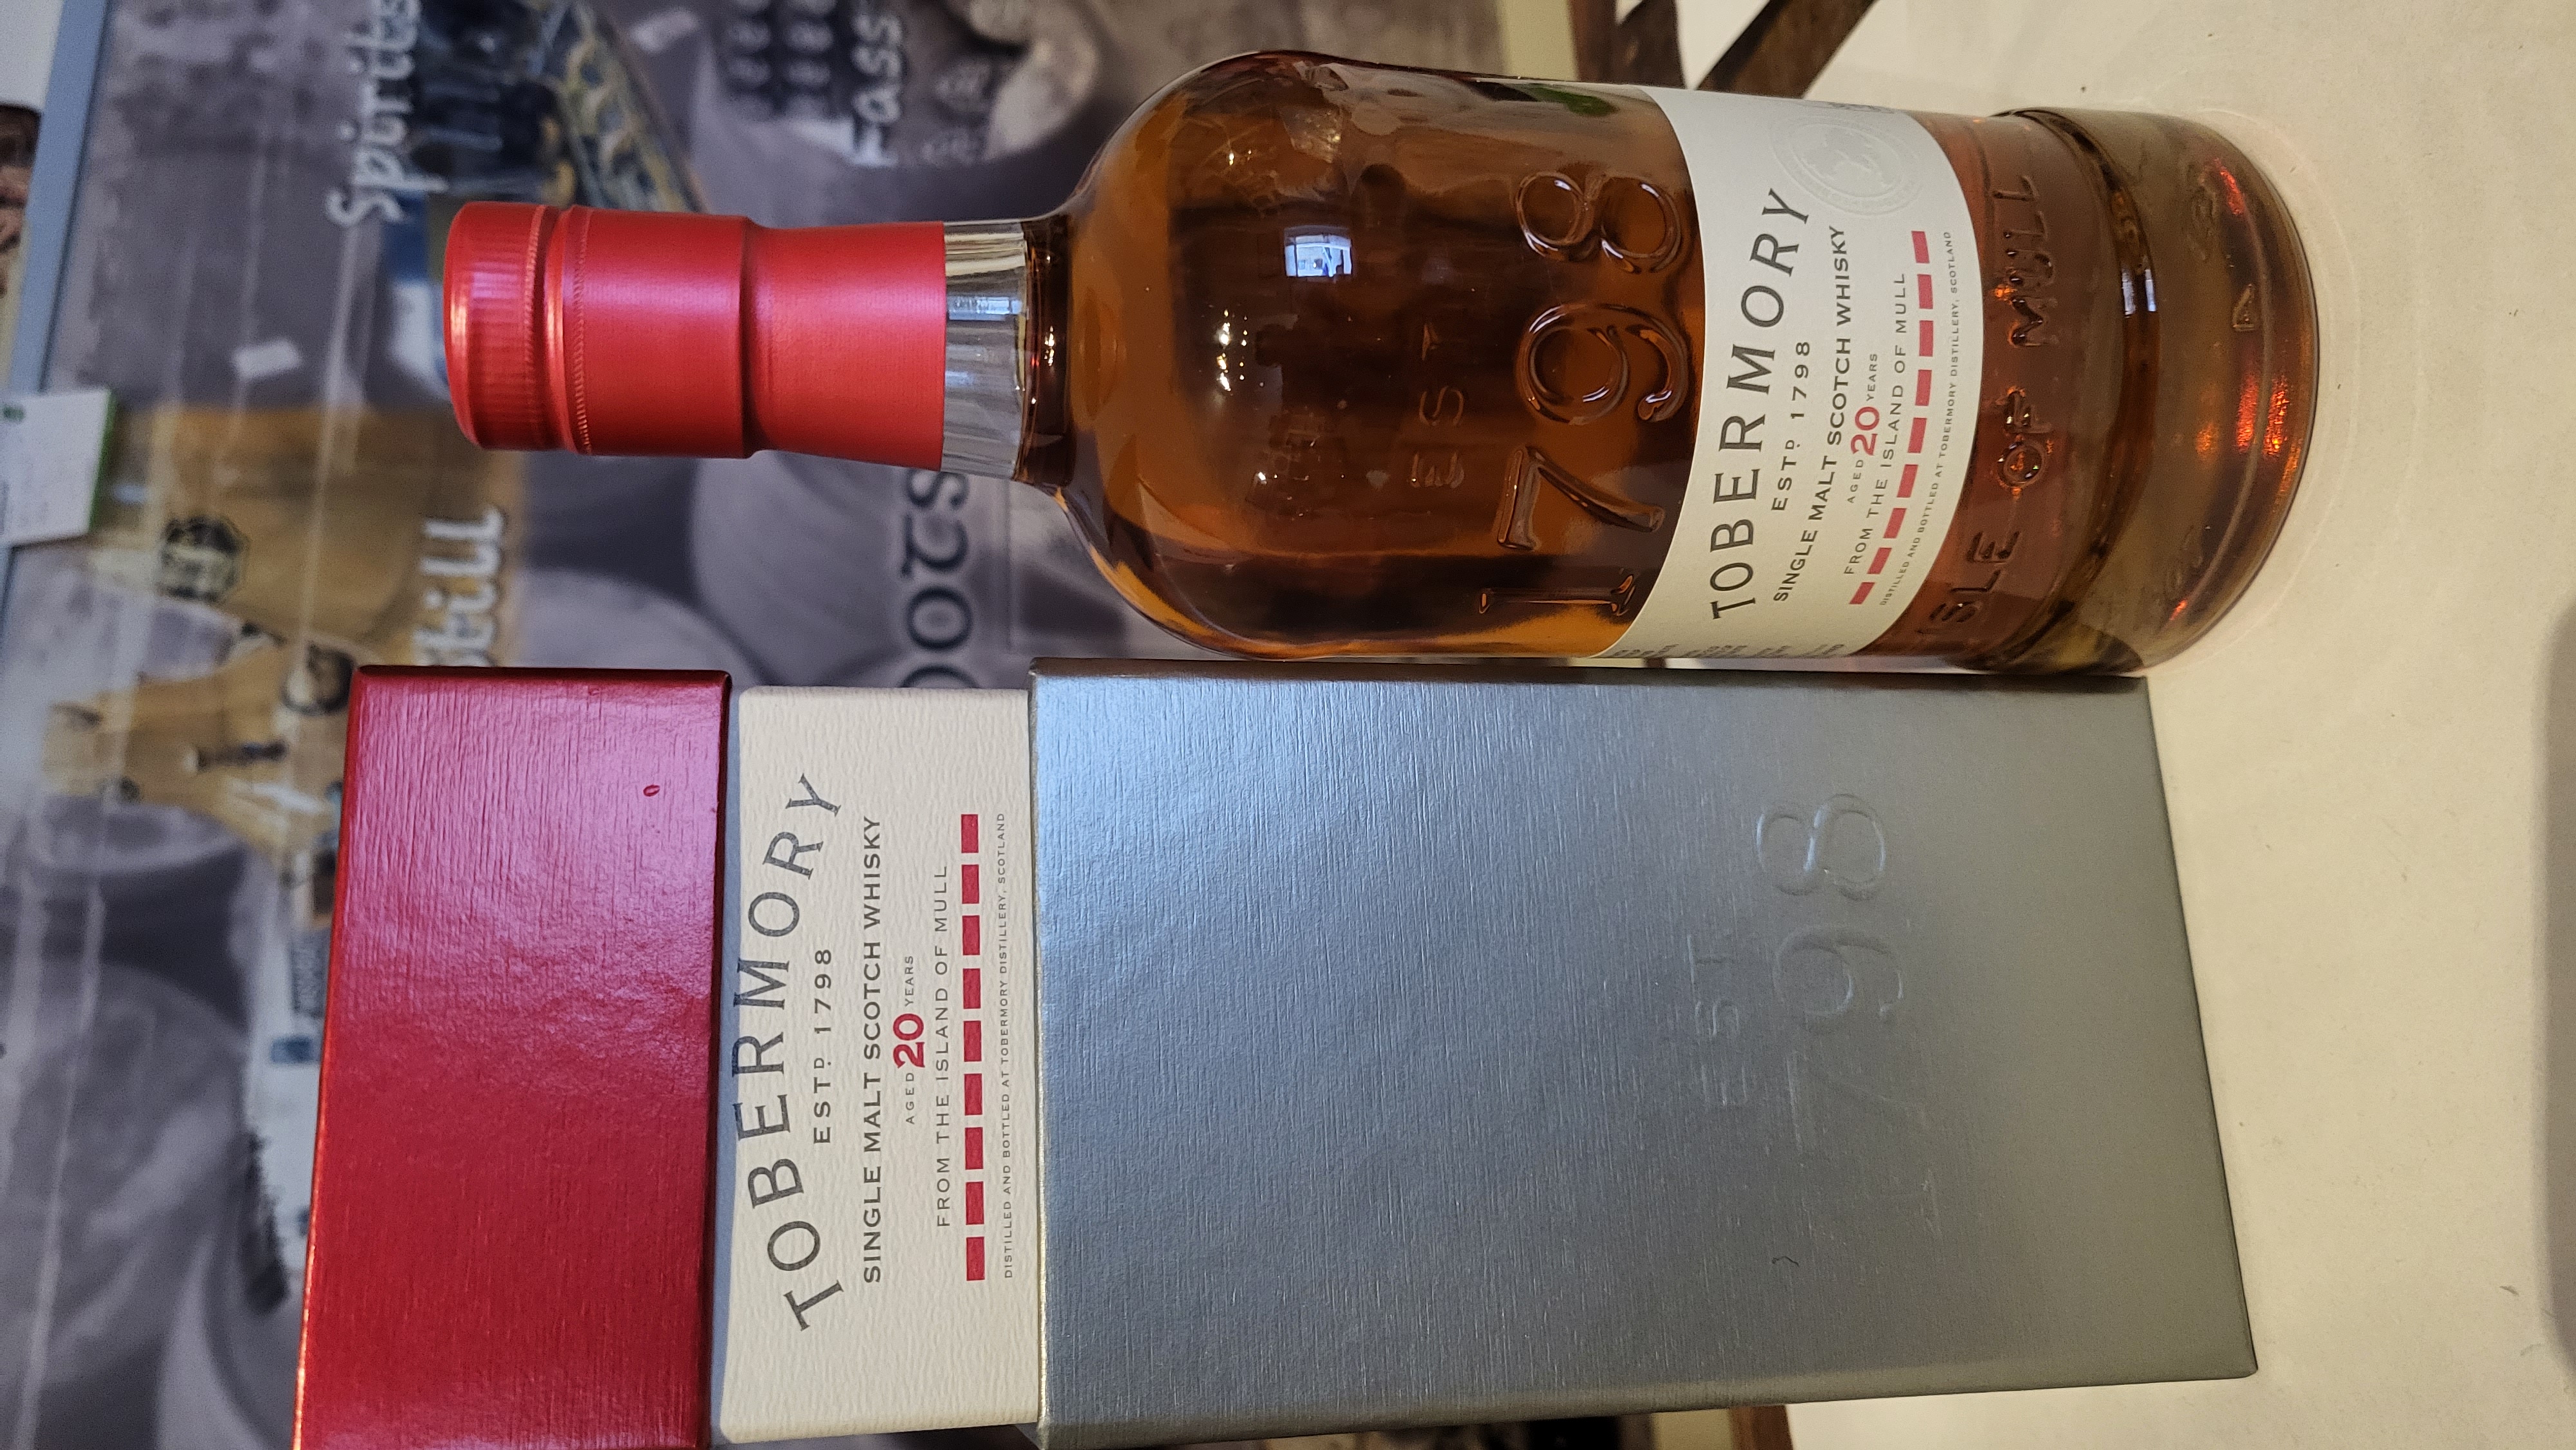 Spirits
Fass
TOBERMORY
ESTD 1798
SINGLE MALT SCOTCH WHISKY
AGED 20 YEARS
FROM THE ISLAND OF MULL
DISTILLED AND BOTTLED AT TOBERMORY DISTILLERY, SCOTLAND
EST
1798
EST
1798
TOBERMORY
ESTD 1798
SINGLE MALT SCOTCH WHISKY
AGED 20 YEARS
FROM THE ISLAND OF MULL
DISTILLED AND BOTTLED AT TOBERMORY DISTILLERY, SCOTLAND
ISLE OF MULL